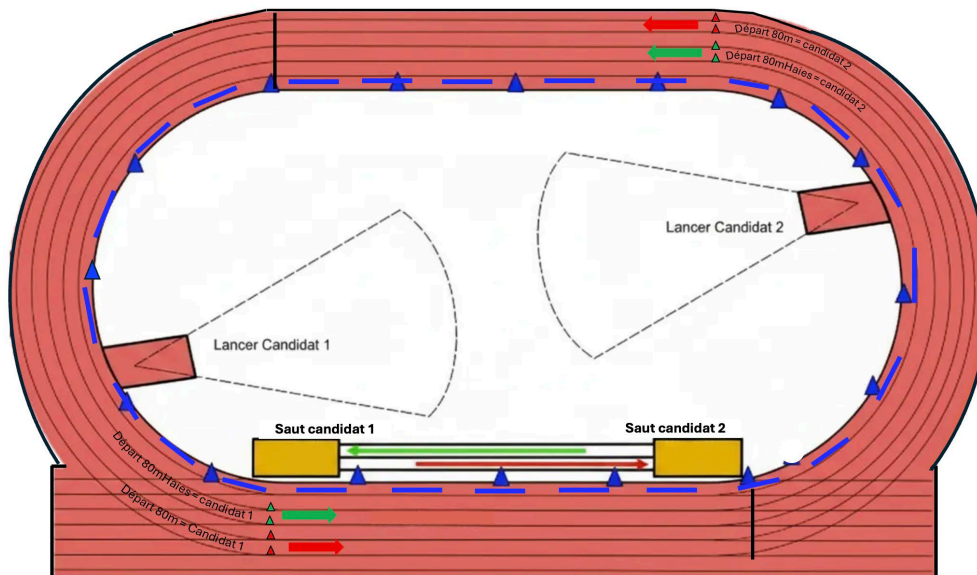 Départ 80m = candidat 2
Départ 80mHaies = candidat 2
Lancer Candidat 2
Lancer Candidat 1
Saut candidat 1
Saut candidat 2
Départ 80mHaies = candidat 1
Départ 80m = Candidat 1